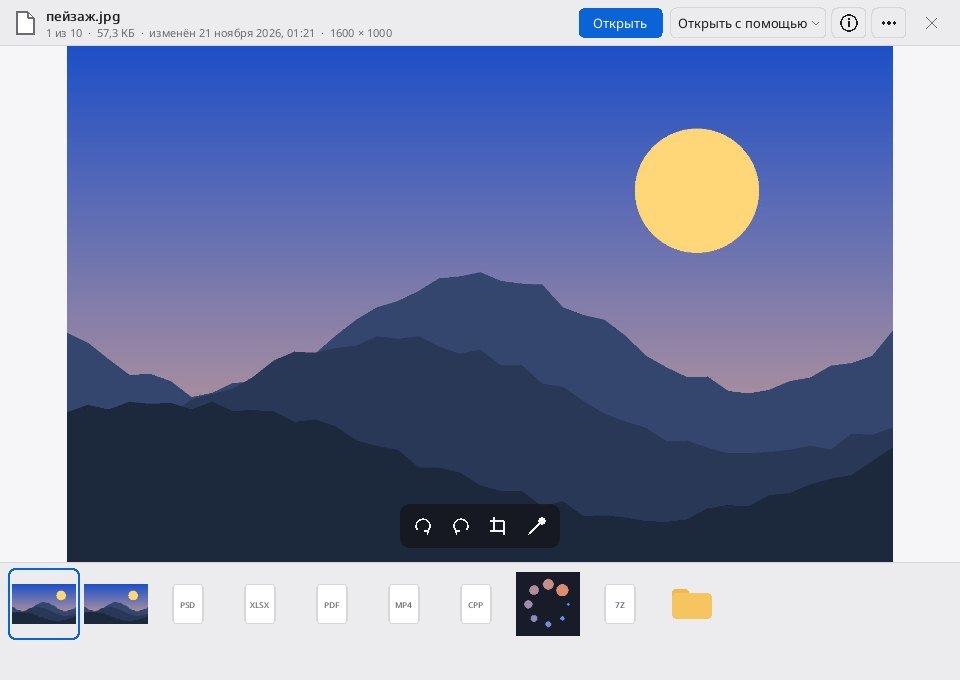 пейзаж.jpg
1 из 10 · 57,3 КБ · изменён 21 ноября 2026, 01:21 · 1600 × 1000
Открыть
Открыть с помощью
PSD
XLSX
PDF
MP4
CPP
7Z